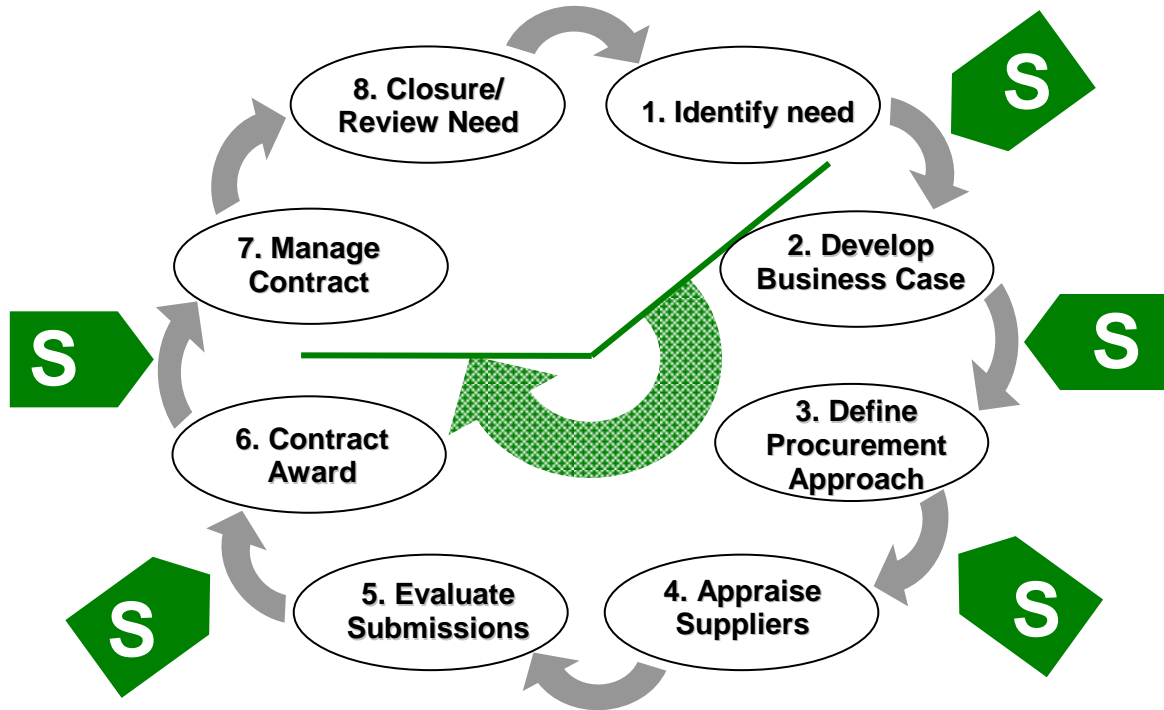 8. Closure/
Review Need
1. Identify need
S
2. Develop
Business Case
S
3. Define
Procurement
Approach
S
4. Appraise
Suppliers
5. Evaluate
Submissions
S
6. Contract
Award
S
7. Manage
Contract